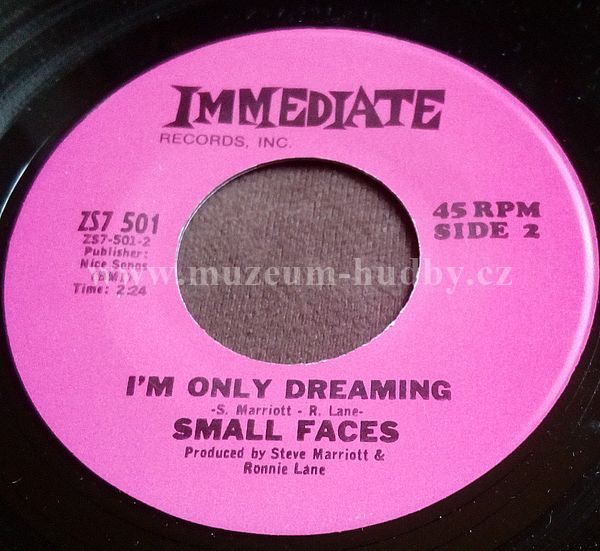 IMMEDIATE
RECORDS, INC.
ZS7 501
ZS7-501-2
Publisher:
Nice Songs
(BMI)
Time: 2:24
45 RPM
SIDE 2
www.muzeum-hudby.cz
I'M ONLY DREAMING
-S. Marriott - R. Lane-
SMALL FACES
Produced by Steve Marriott &
Ronnie Lane